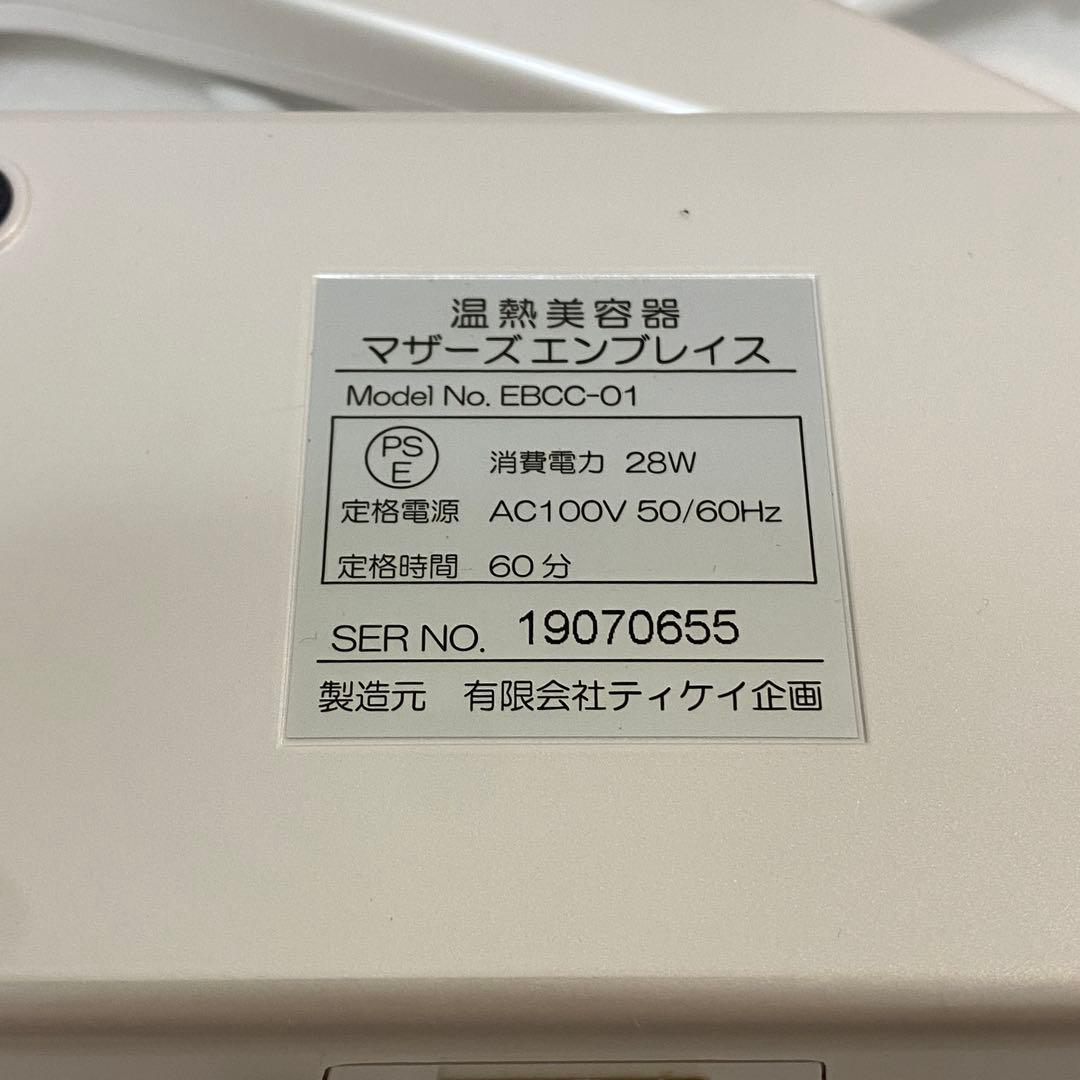 温熱美容器
マザーズエンブレイス
Model No. EBCC-01
PS
E
消費電力 28W
定格電源 AC100V 50/60Hz
定格時間 60分
SER NO. 19070655
製造元 有限会社ティケイ企画